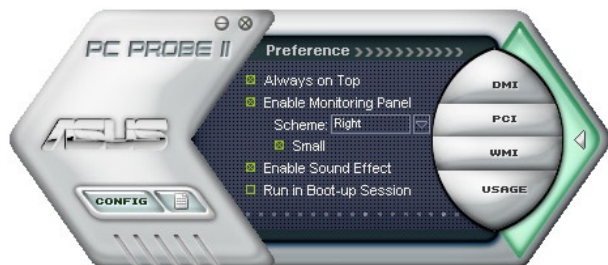 PC PROBE II
Preference >>>>>>>>>>>
Always on Top
Enable Monitoring Panel
Scheme: Right
Small
Enable Sound Effect
Run in Boot-up Session
ASUS
CONFIG
DMI
PCI
WMI
USAGE